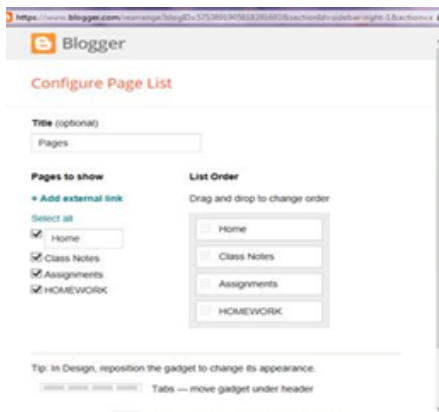 Blogger
Configure Page List
Title (optional)
Pages
Pages to show
+ Add external link
Select all
Home
Class Notes
Assignments
HOMEWORK
List Order
Drag and drop to change order
Home
Class Notes
Assignments
HOMEWORK
Tip: In Design, reposition the gadget to change its appearance.
Tabs — move gadget under header